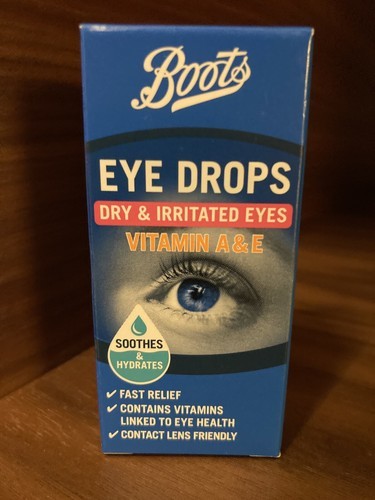 Boots
EYE DROPS
DRY & IRRITATED EYES
VITAMIN A & E
SOOTHES
&
HYDRATES
✓ FAST RELIEF
✓ CONTAINS VITAMINS
LINKED TO EYE HEALTH
✓ CONTACT LENS FRIENDLY